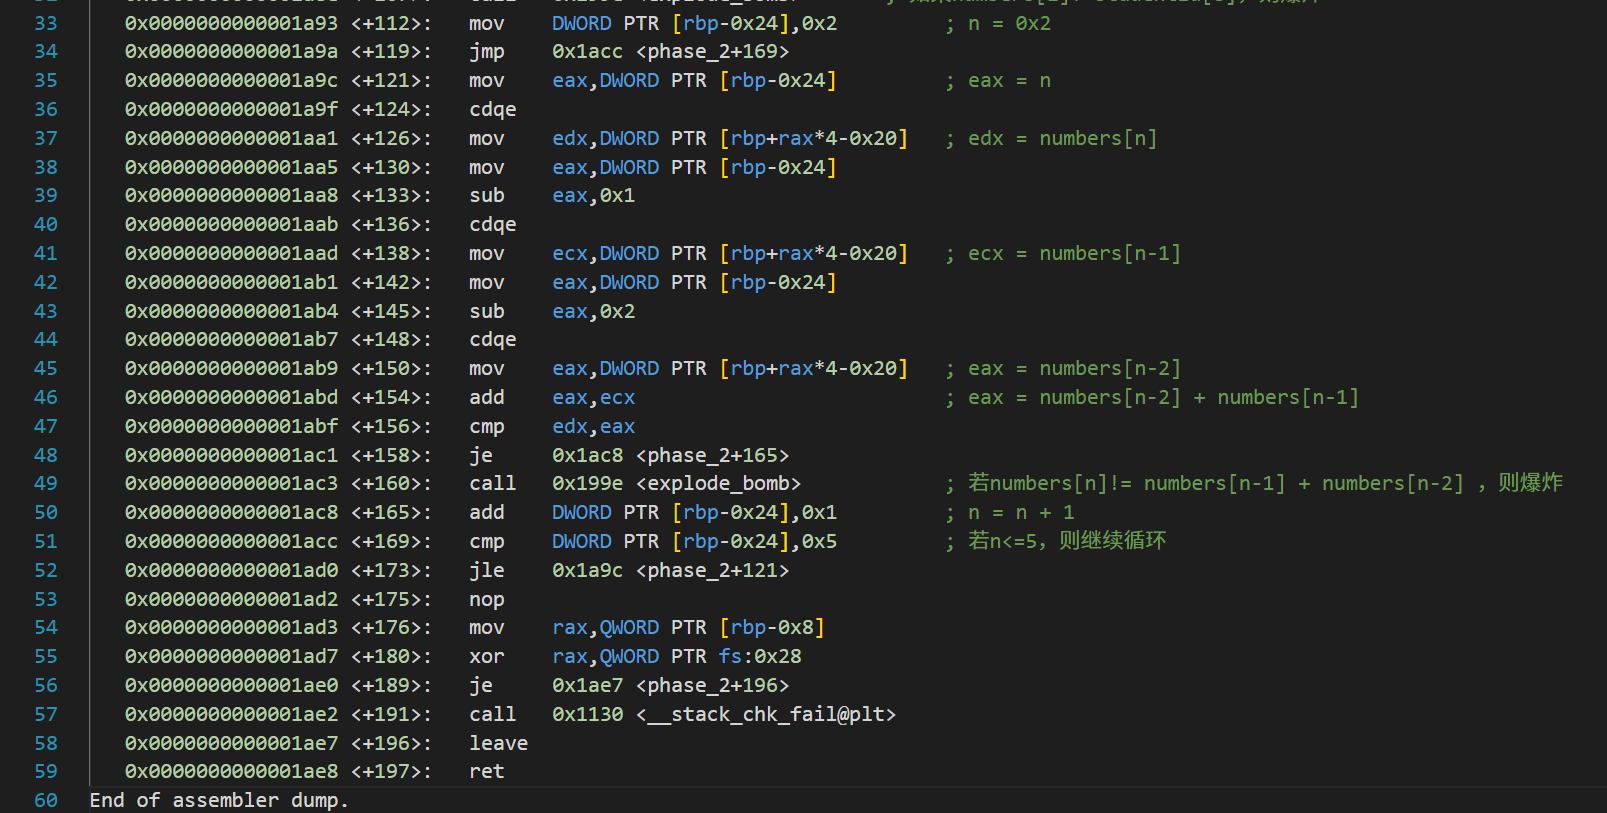 33 0x0000000000001a93 <+112>: mov DWORD PTR [rbp-0x24],0x2 ; n = 0x2
34 0x0000000000001a9a <+119>: jmp 0x1acc <phase_2+169>
35 0x0000000000001a9c <+121>: mov eax,DWORD PTR [rbp-0x24] ; eax = n
36 0x0000000000001a9f <+124>: cdqe
37 0x0000000000001aa1 <+126>: mov edx,DWORD PTR [rbp+rax*4-0x20] ; edx = numbers[n]
38 0x0000000000001aa5 <+130>: mov eax,DWORD PTR [rbp-0x24]
39 0x0000000000001aa8 <+133>: sub eax,0x1
40 0x0000000000001aab <+136>: cdqe
41 0x0000000000001aad <+138>: mov ecx,DWORD PTR [rbp+rax*4-0x20] ; ecx = numbers[n-1]
42 0x0000000000001ab1 <+142>: mov eax,DWORD PTR [rbp-0x24]
43 0x0000000000001ab4 <+145>: sub eax,0x2
44 0x0000000000001ab7 <+148>: cdqe
45 0x0000000000001ab9 <+150>: mov eax,DWORD PTR [rbp+rax*4-0x20] ; eax = numbers[n-2]
46 0x0000000000001abd <+154>: add eax,ecx ; eax = numbers[n-2] + numbers[n-1]
47 0x0000000000001abf <+156>: cmp edx,eax
48 0x0000000000001ac1 <+158>: je 0x1ac8 <phase_2+165>
49 0x0000000000001ac3 <+160>: call 0x199e <explode_bomb> ; 若numbers[n]!= numbers[n-1] + numbers[n-2] ，则爆炸
50 0x0000000000001ac8 <+165>: add DWORD PTR [rbp-0x24],0x1 ; n = n + 1
51 0x0000000000001acc <+169>: cmp DWORD PTR [rbp-0x24],0x5 ; 若n<=5，则继续循环
52 0x0000000000001ad0 <+173>: jle 0x1a9c <phase_2+121>
53 0x0000000000001ad2 <+175>: nop
54 0x0000000000001ad3 <+176>: mov rax,QWORD PTR [rbp-0x8]
55 0x0000000000001ad7 <+180>: xor rax,QWORD PTR fs:0x28
56 0x0000000000001ae0 <+189>: je 0x1ae7 <phase_2+196>
57 0x0000000000001ae2 <+191>: call 0x1130 <__stack_chk_fail@plt>
58 0x0000000000001ae7 <+196>: leave
59 0x0000000000001ae8 <+197>: ret
60 End of assembler dump.